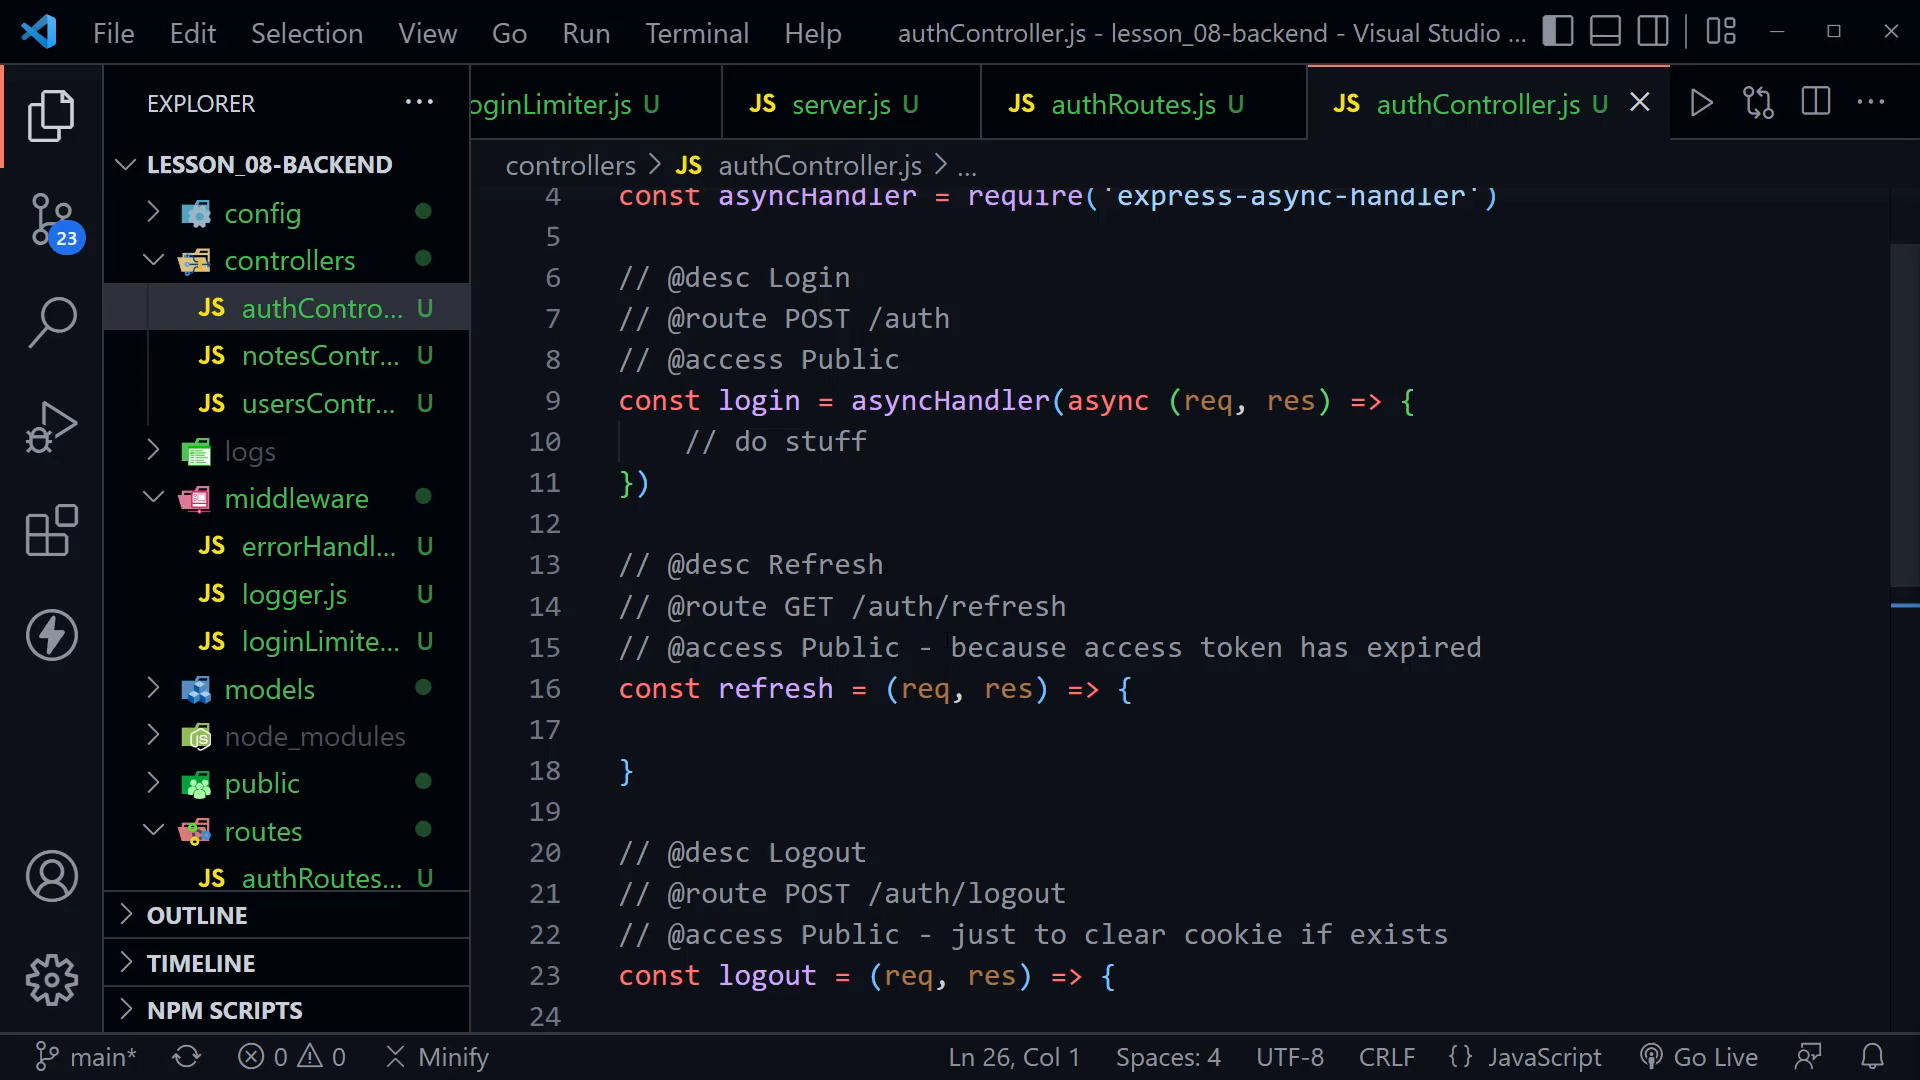 File Edit Selection View Go Run Terminal Help authController.js - lesson_08-backend - Visual Studio ...
EXPLORER ...
oginLimiter.js U
JS server.js U
JS authRoutes.js U
JS authController.js U
controllers > JS authController.js > ...
23
LESSON_08-BACKEND
config
controllers
JS authContro... U
JS notesContr... U
JS usersContr... U
logs
middleware
JS errorHandl... U
JS logger.js U
JS loginLimite... U
models
node_modules
public
routes
JS authRoutes... U
OUTLINE
TIMELINE
NPM SCRIPTS
4 const asyncHandler = require('express-async-handler')
5
6 // @desc Login
7 // @route POST /auth
8 // @access Public
9 const login = asyncHandler(async (req, res) => {
10 // do stuff
11 })
12
13 // @desc Refresh
14 // @route GET /auth/refresh
15 // @access Public - because access token has expired
16 const refresh = (req, res) => {
17
18 }
19
20 // @desc Logout
21 // @route POST /auth/logout
22 // @access Public - just to clear cookie if exists
23 const logout = (req, res) => {
24
main* 0 0 Minify Ln 26, Col 1 Spaces: 4 UTF-8 CRLF {} JavaScript Go Live